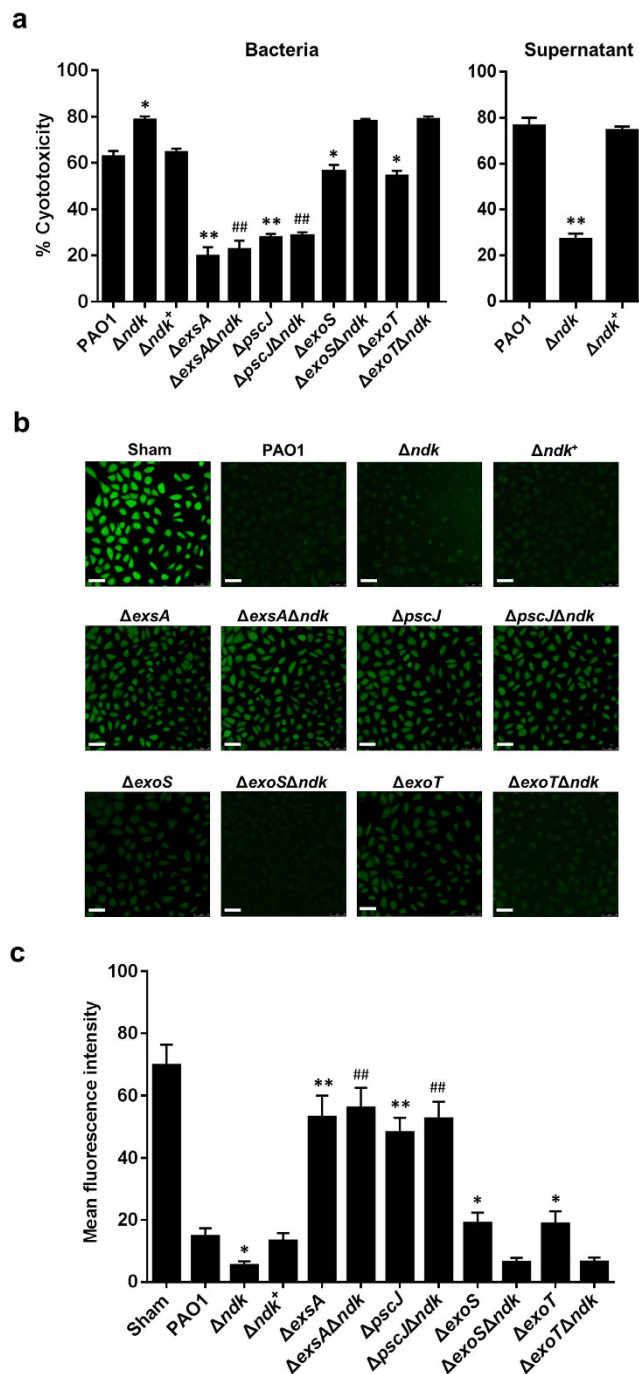 a
Bacteria
Supernatant
% Cyototoxicity
100
80
60
40
20
0
*
**
##
**
##
*
*
PAO1
Δndk
Δndk⁺
ΔexsA
ΔexsAΔndk
ΔpscJ
ΔpscJΔndk
ΔexoS
ΔexoSΔndk
ΔexoT
ΔexoTΔndk
100
80
60
40
20
0
**
PAO1
Δndk
Δndk⁺
b
Sham PAO1 Δndk Δndk⁺
ΔexsA ΔexsAΔndk ΔpscJ ΔpscJΔndk
ΔexoS ΔexoSΔndk ΔexoT ΔexoTΔndk
c
Mean fluorescence intensity
100
80
60
40
20
0
*
**
##
**
##
*
*
Sham
PAO1
Δndk
Δndk⁺
ΔexsA
ΔexsAΔndk
ΔpscJ
ΔpscJΔndk
ΔexoS
ΔexoSΔndk
ΔexoT
ΔexoTΔndk